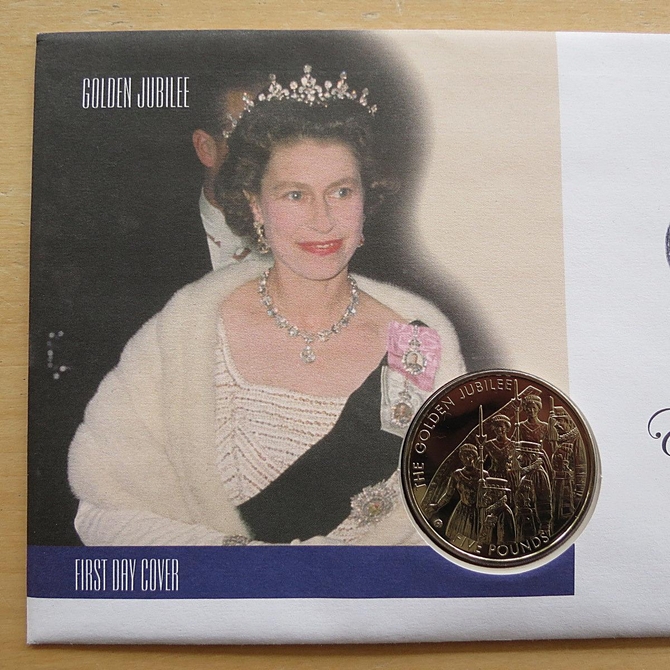 GOLDEN JUBILEE
THE GOLDEN JUBILEE
FIVE POUNDS
FIRST DAY COVER